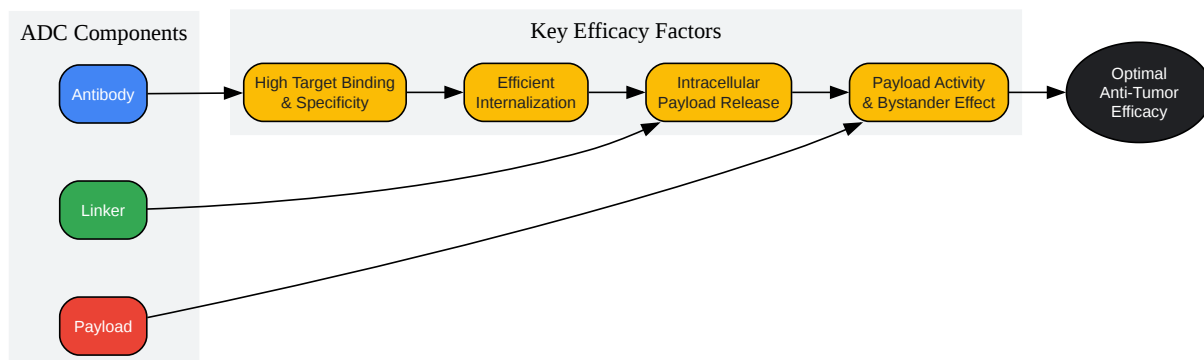 ADC Components
Key Efficacy Factors
Antibody
High Target Binding
& Specificity
Efficient
Internalization
Intracellular
Payload Release
Payload Activity
& Bystander Effect
Optimal
Anti-Tumor
Efficacy
Linker
Payload